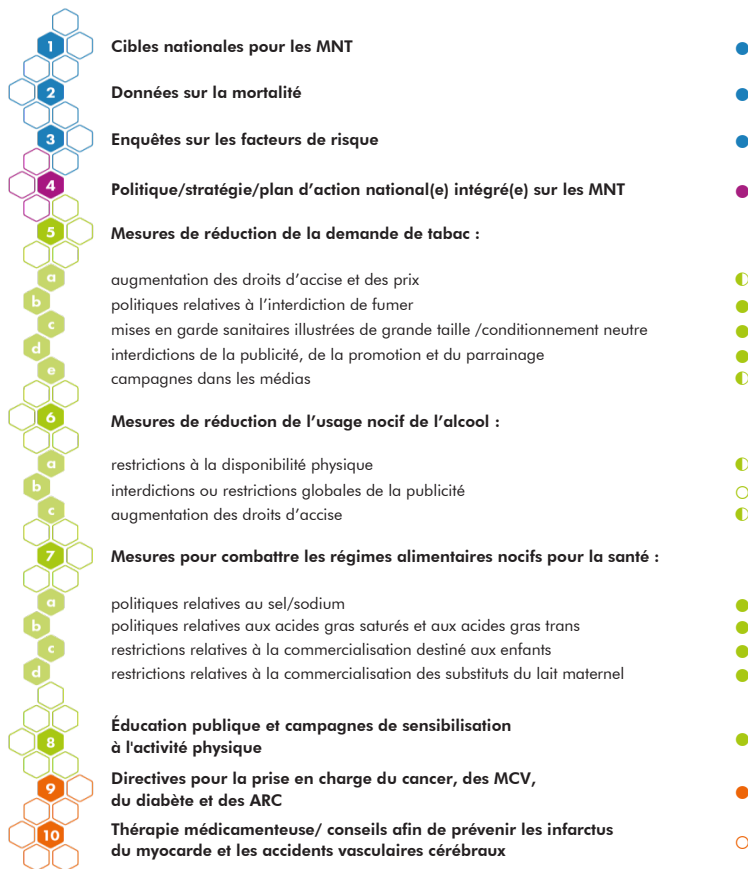 1 Cibles nationales pour les MNT
2 Données sur la mortalité
3 Enquêtes sur les facteurs de risque
4 Politique/stratégie/plan d'action national(e) intégré(e) sur les MNT
5 Mesures de réduction de la demande de tabac :
a augmentation des droits d'accise et des prix
b politiques relatives à l'interdiction de fumer
c mises en garde sanitaires illustrées de grande taille /conditionnement neutre
d interdictions de la publicité, de la promotion et du parrainage
e campagnes dans les médias
6 Mesures de réduction de l'usage nocif de l'alcool :
a restrictions à la disponibilité physique
b interdictions ou restrictions globales de la publicité
c augmentation des droits d'accise
7 Mesures pour combattre les régimes alimentaires nocifs pour la santé :
a politiques relatives au sel/sodium
b politiques relatives aux acides gras saturés et aux acides gras trans
c restrictions relatives à la commercialisation destiné aux enfants
d restrictions relatives à la commercialisation des substituts du lait maternel
8 Éducation publique et campagnes de sensibilisation
à l'activité physique
9 Directives pour la prise en charge du cancer, des MCV,
du diabète et des ARC
10 Thérapie médicamenteuse/ conseils afin de prévenir les infarctus
du myocarde et les accidents vasculaires cérébraux